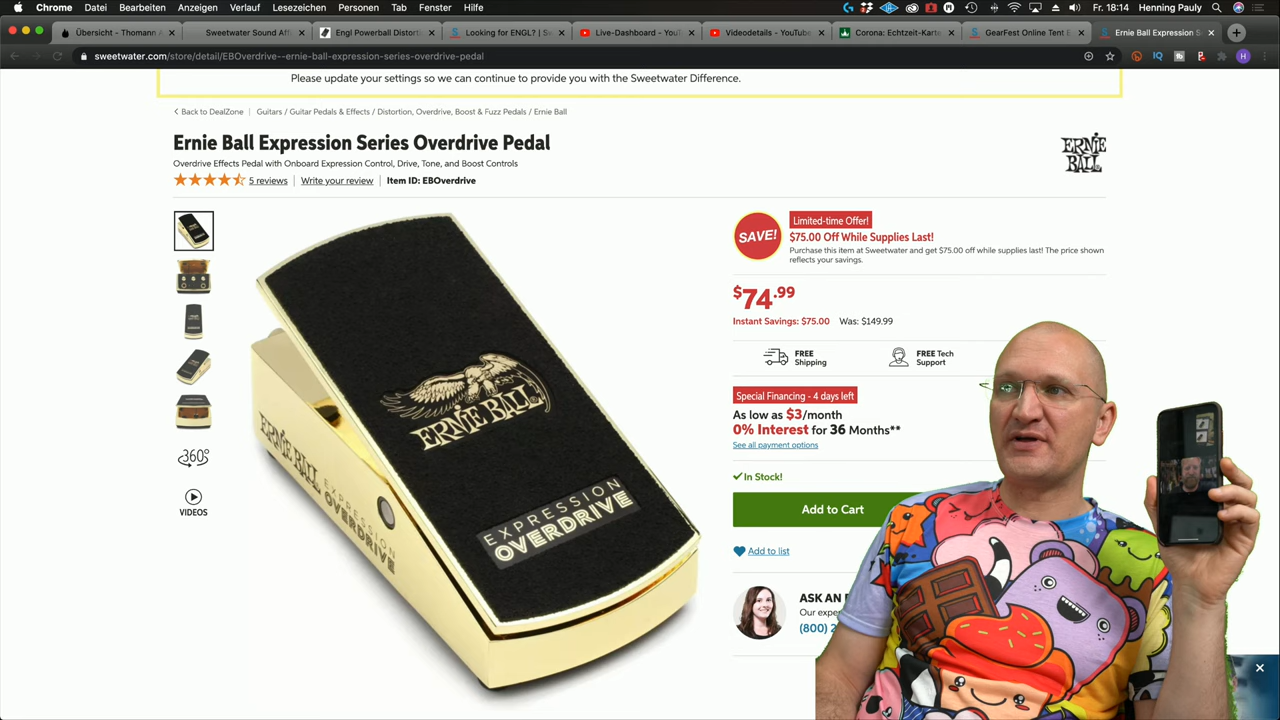 Chrome Datei Bearbeiten Darstellung Verlauf Lesezeichen Personen Tab Fenster Hilfe Fr. 18:14 Henning Pauly
Übersicht - Thomann A
Sweetwater Sound Aff
Engl Powerball Distorti
Looking for ENGL? | Sw
Live-Dashboard - YouT
Videodetails - YouTube
Corona: Echtzeit-Karte
GearFest Online Tent E
Ernie Ball Expression S
sweetwater.com/store/detail/EBOverdrive--ernie-ball-expression-series-overdrive-pedal
H
Please update your settings so we can continue to provide you with the Sweetwater Difference.
Back to DealZone Guitars / Guitar Pedals & Effects / Distortion, Overdrive, Boost & Fuzz Pedals / Ernie Ball
Ernie Ball Expression Series Overdrive Pedal
Overdrive Effects Pedal with Onboard Expression Control, Drive, Tone, and Boost Controls
5 reviews Write your review Item ID: EBOverdrive
ERNIE BALL
SAVE!
Limited-time Offer!
$75.00 Off While Supplies Last!
Purchase this item at Sweetwater and get $75.00 off while supplies last! The price shown
reflects your savings.
$74.99
Instant Savings: $75.00 Was: $149.99
FREE Shipping
FREE Tech Support
Special Financing - 4 days left
As low as $3/month
0% Interest for 36 Months**
See all payment options
In Stock!
Add to Cart
Add to list
ASK AN
Our expe
(800) 2
360°
VIDEOS
ERNIE BALL
EXPRESSION
OVERDRIVE
ERNIE BALL
EXPRESSION
OVERDRIVE